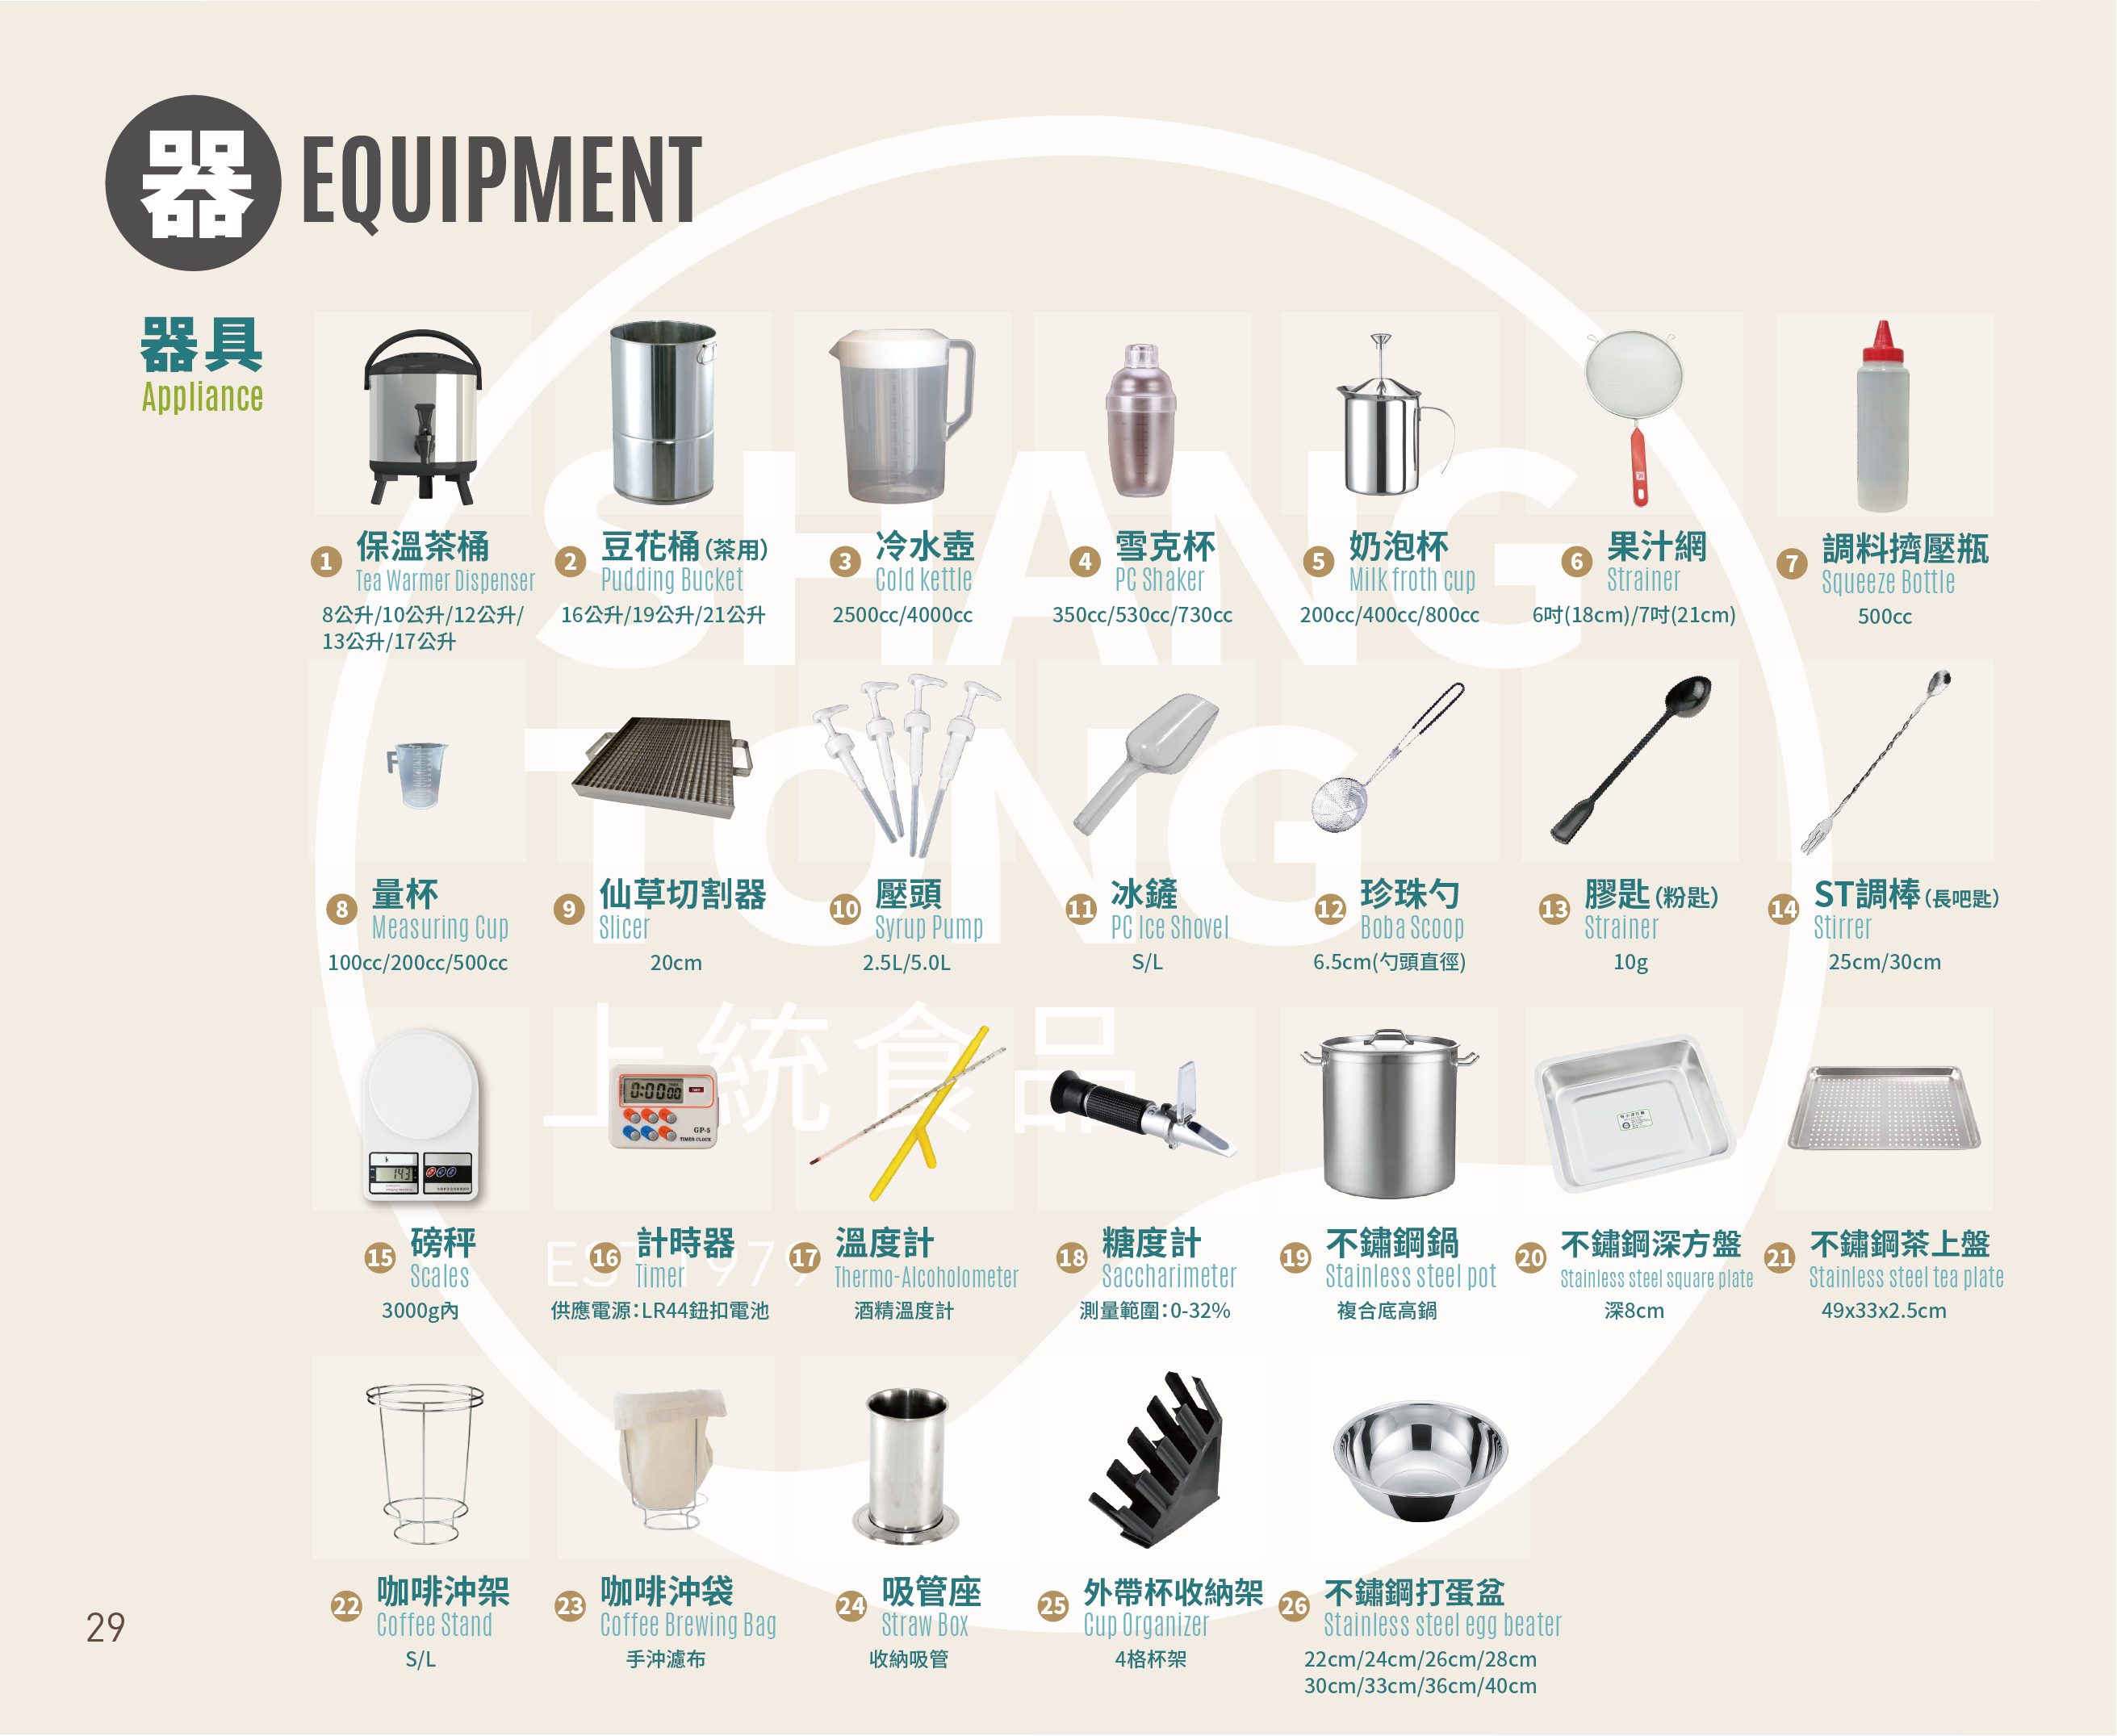 器 EQUIPMENT
器具
Appliance
SHANG
TONG
上統食品
EST 1979
1 保溫茶桶
Tea Warmer Dispenser
8公升/10公升/12公升/
13公升/17公升
2 豆花桶(茶用)
Pudding Bucket
16公升/19公升/21公升
3 冷水壺
Cold kettle
2500cc/4000cc
4 雪克杯
PC Shaker
350cc/530cc/730cc
5 奶泡杯
Milk froth cup
200cc/400cc/800cc
6 果汁網
Strainer
6吋(18cm)/7吋(21cm)
7 調料擠壓瓶
Squeeze Bottle
500cc
8 量杯
Measuring Cup
100cc/200cc/500cc
9 仙草切割器
Slicer
20cm
10 壓頭
Syrup Pump
2.5L/5.0L
11 冰鏟
PC Ice Shovel
S/L
12 珍珠勺
Boba Scoop
6.5cm(勺頭直徑)
13 膠匙(粉匙)
Strainer
10g
14 ST調棒(長吧匙)
Stirrer
25cm/30cm
143
15 磅秤
Scales
3000g內
0:00 00
GP-5
TIMER CLOCK
16 計時器
Timer
供應電源:LR44鈕扣電池
17 溫度計
Thermo-Alcoholometer
酒精溫度計
18 糖度計
Saccharimeter
測量範圍:0-32%
19 不鏽鋼鍋
Stainless steel pot
複合底高鍋
20 不鏽鋼深方盤
Stainless steel square plate
深8cm
21 不鏽鋼茶上盤
Stainless steel tea plate
49x33x2.5cm
22 咖啡沖架
Coffee Stand
S/L
23 咖啡沖袋
Coffee Brewing Bag
手沖濾布
24 吸管座
Straw Box
收納吸管
25 外帶杯收納架
Cup Organizer
4格杯架
26 不鏽鋼打蛋盆
Stainless steel egg beater
22cm/24cm/26cm/28cm
30cm/33cm/36cm/40cm
29